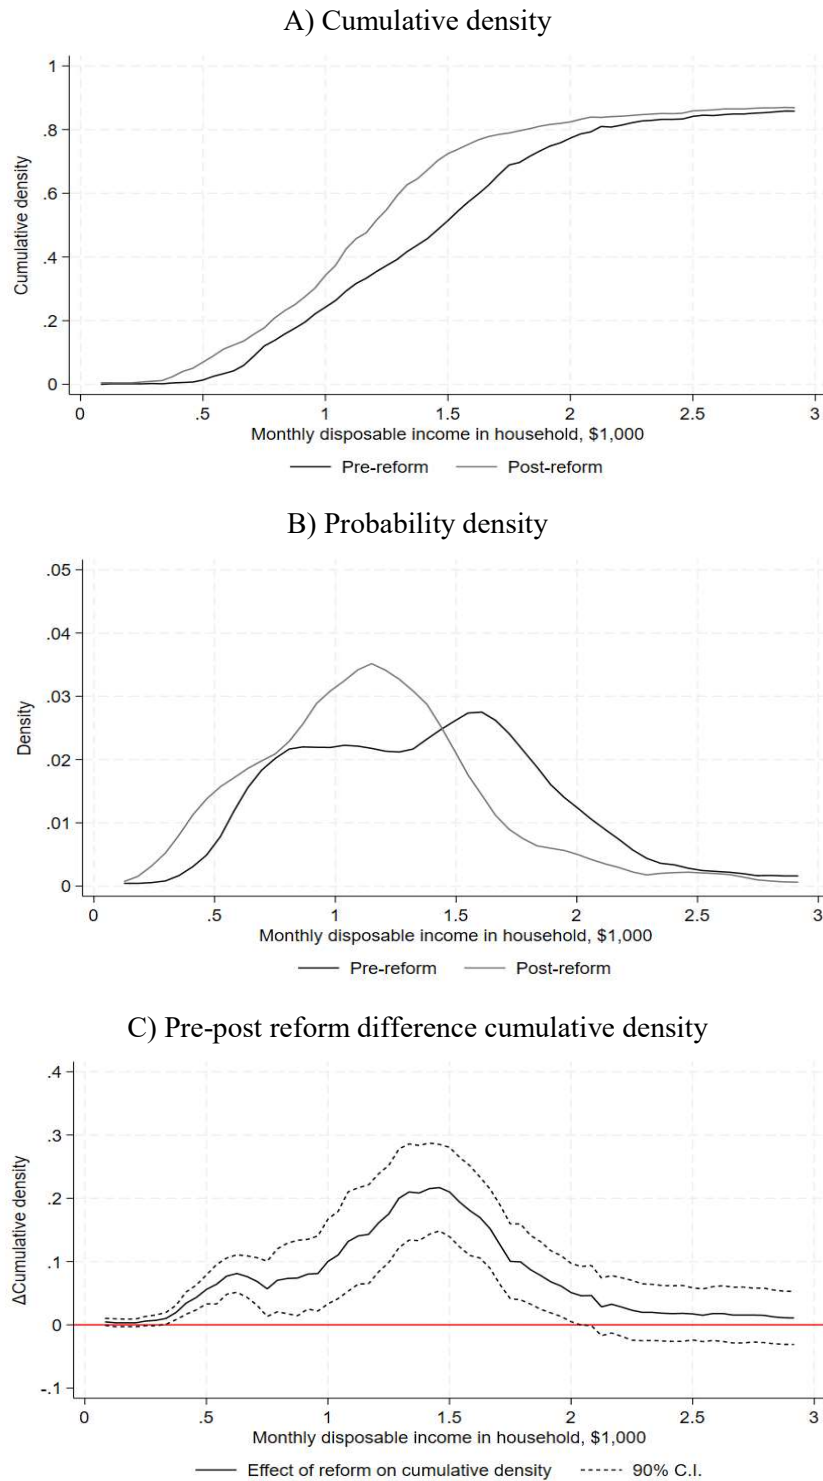 A) Cumulative density
1
.8
.6
.4
.2
0
Cumulative density
0 .5 1 1.5 2 2.5 3
Monthly disposable income in household, $1,000
Pre-reform Post-reform
B) Probability density
.05
.04
.03
.02
.01
0
Density
0 .5 1 1.5 2 2.5 3
Monthly disposable income in household, $1,000
Pre-reform Post-reform
C) Pre-post reform difference cumulative density
.4
.3
.2
.1
0
-.1
ΔCumulative density
0 .5 1 1.5 2 2.5 3
Monthly disposable income in household, $1,000
Effect of reform on cumulative density 90% C.I.